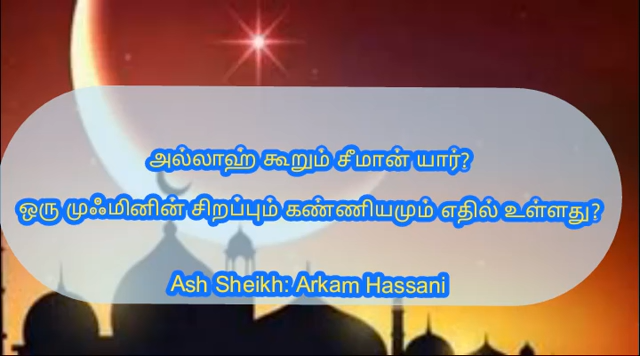 அல்லாஹ் கூறும் சீமான் யார்?
ஒரு முஃமினின் சிறப்பும் கண்ணியமும் எதில் உள்ளது?
Ash Sheikh: Arkam Hassani